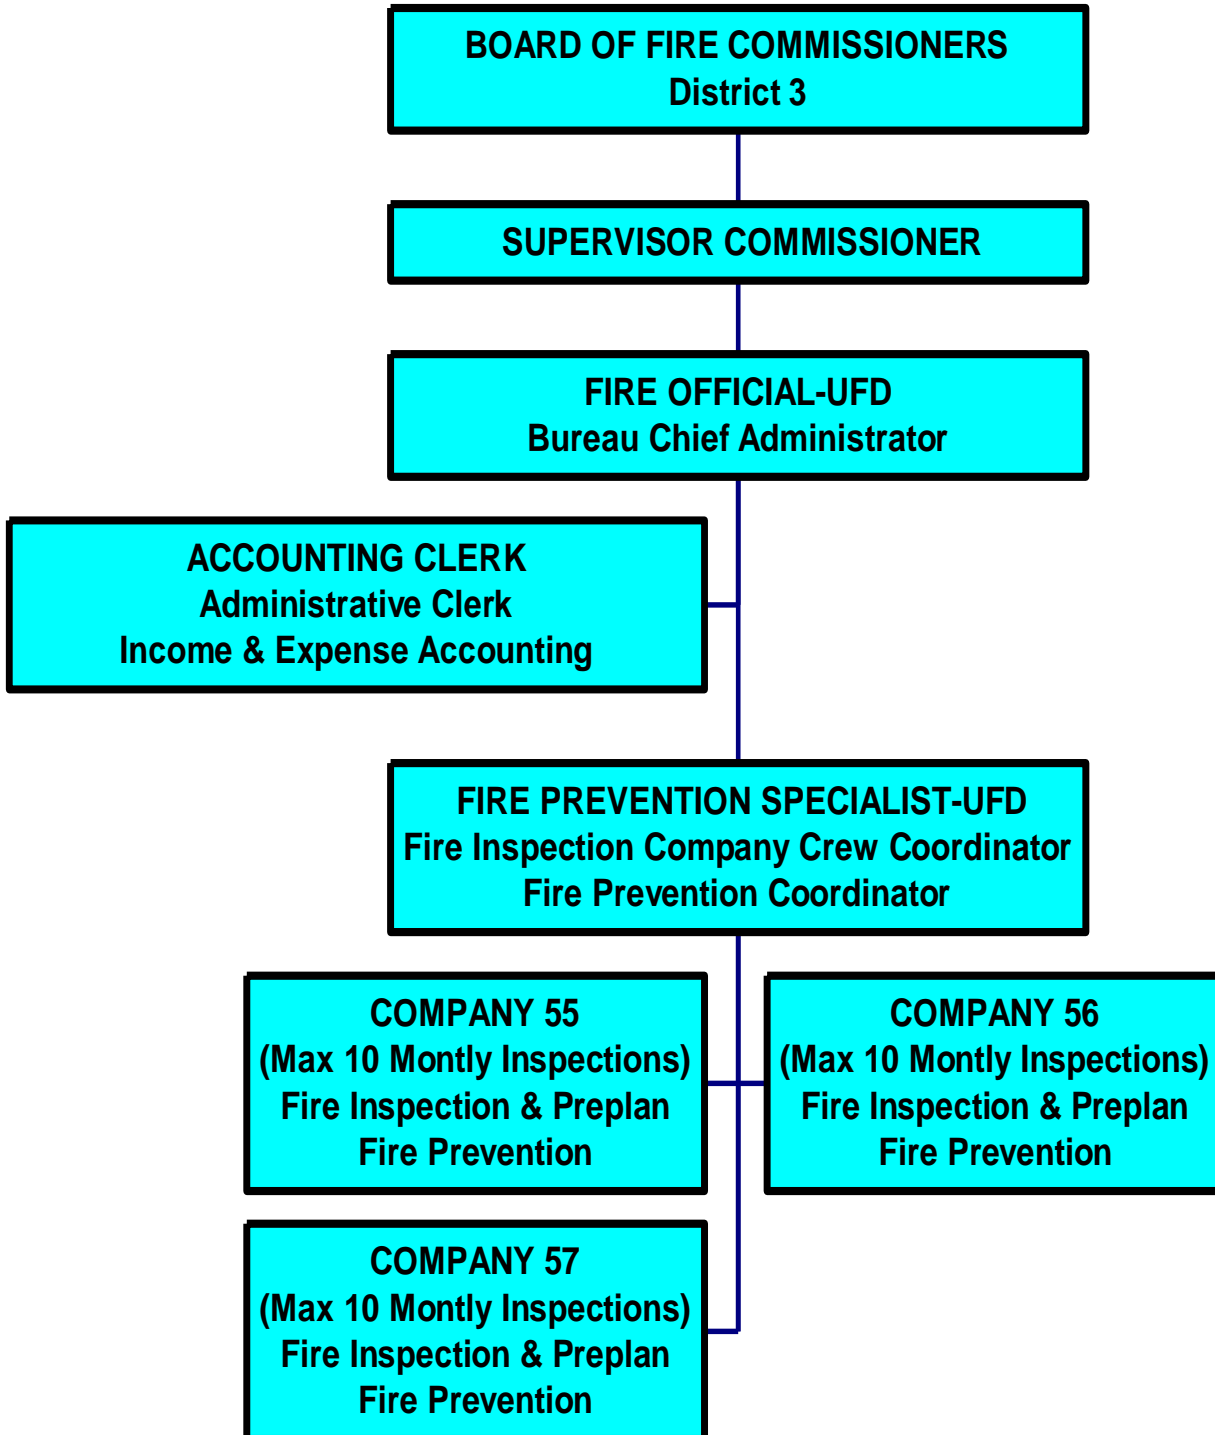 BOARD OF FIRE COMMISSIONERS
District 3
SUPERVISOR COMMISSIONER
FIRE OFFICIAL-UFD
Bureau Chief Administrator
ACCOUNTING CLERK
Administrative Clerk
Income & Expense Accounting
FIRE PREVENTION SPECIALIST-UFD
Fire Inspection Company Crew Coordinator
Fire Prevention Coordinator
COMPANY 55
(Max 10 Montly Inspections)
Fire Inspection & Preplan
Fire Prevention
COMPANY 56
(Max 10 Montly Inspections)
Fire Inspection & Preplan
Fire Prevention
COMPANY 57
(Max 10 Montly Inspections)
Fire Inspection & Preplan
Fire Prevention